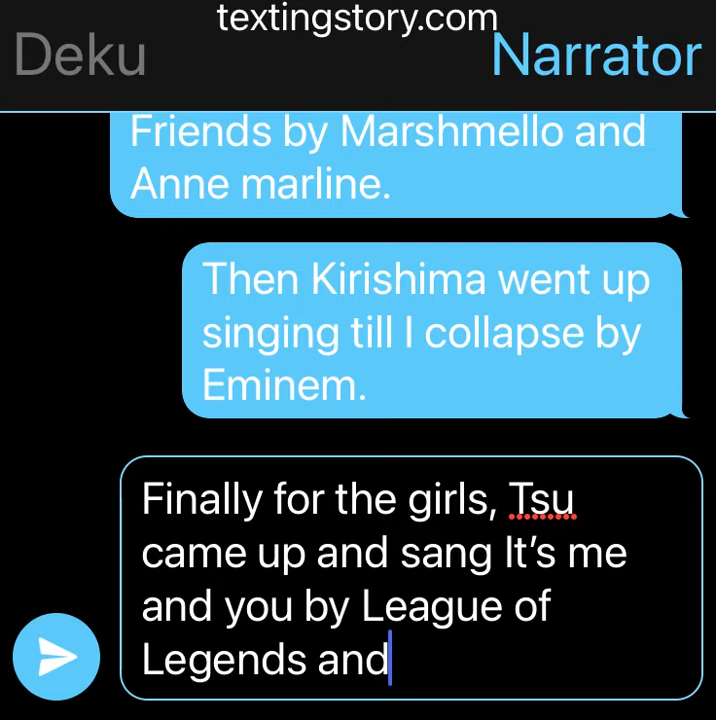 textingstory.com
Deku
Narrator
Friends by Marshmello and
Anne marline.
Then Kirishima went up
singing till I collapse by
Eminem.
Finally for the girls, Tsu
came up and sang It’s me
and you by League of
Legends and